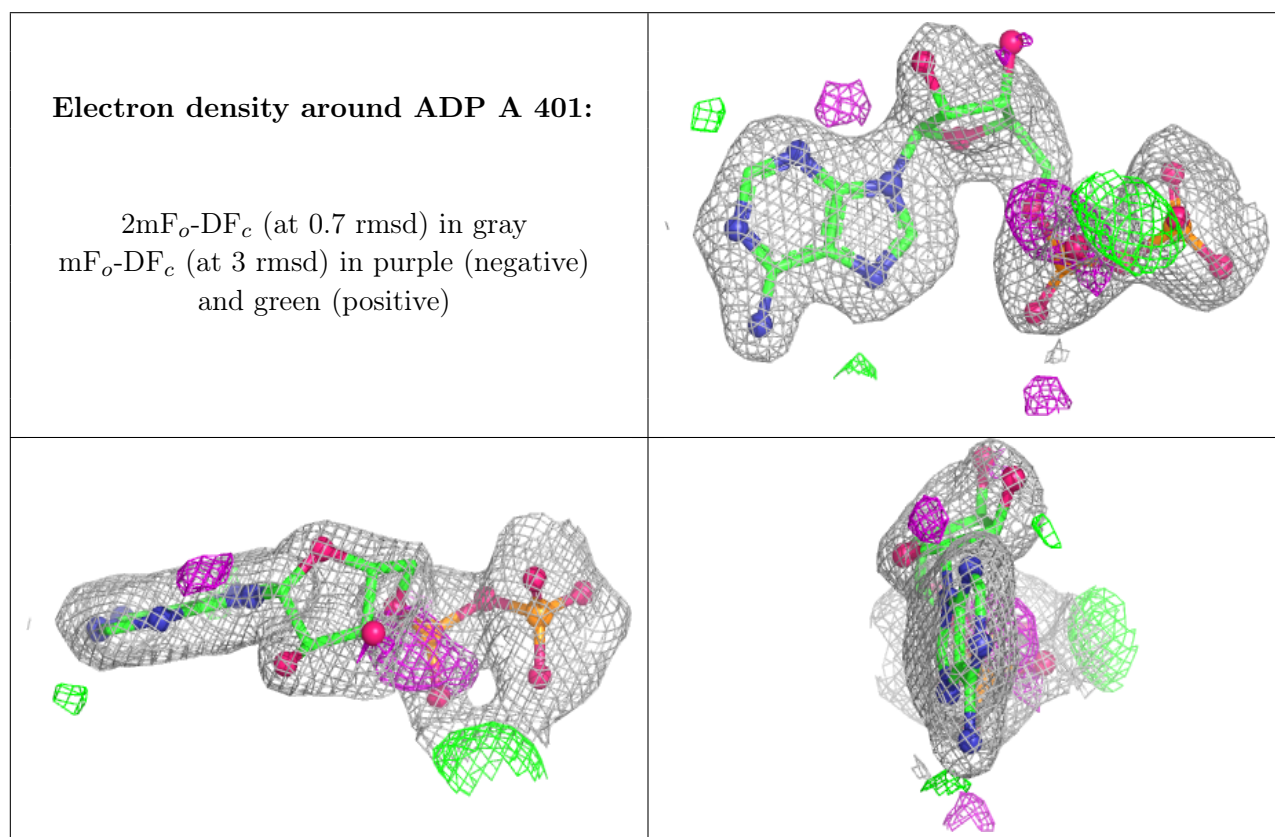 Electron density around ADP A 401:
2mFo-DFc (at 0.7 rmsd) in gray
mFo-DFc (at 3 rmsd) in purple (negative)
and green (positive)